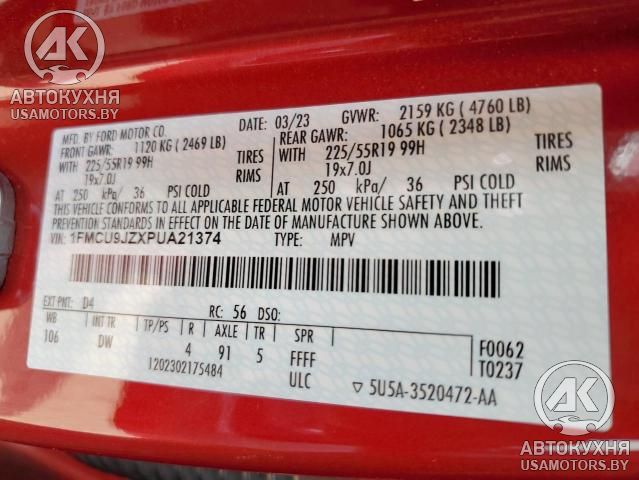 AK
АВТОКУХНЯ
USAMOTORS.BY
MFD. BY FORD MOTOR CO.
DATE: 03/23 GVWR: 2159 KG ( 4760 LB)
FRONT GAWR: 1120 KG ( 2469 LB)
REAR GAWR: 1065 KG ( 2348 LB)
WITH 225/55R19 99H TIRES
WITH 225/55R19 99H TIRES
19x7.0J RIMS
19x7.0J RIMS
AT 250 kPa/ 36 PSI COLD
AT 250 kPa/ 36 PSI COLD
THIS VEHICLE CONFORMS TO ALL APPLICABLE FEDERAL MOTOR VEHICLE SAFETY AND THEFT
PREVENTION STANDARDS IN EFFECT ON THE DATE OF MANUFACTURE SHOWN ABOVE.
VIN: 1FMCU9JZXPUA21374 TYPE: MPV
EXT PNT: D4 RC: 56 DSO:
WB INT TR TP/PS R AXLE TR SPR
106 DW 4 91 5 FFFF
F0062
T0237
1202302175484 ULC
▽ 5U5A-3520472-AA
AK
АВТОКУХНЯ
USAMOTORS.BY